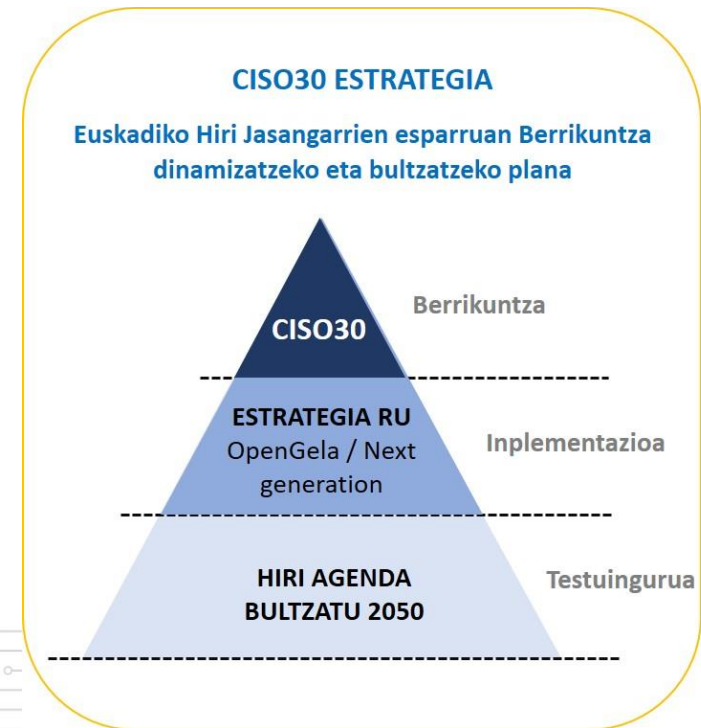 CISO30 ESTRATEGIA
Euskadiko Hiri Jasangarrien esparruan Berrikuntza
dinamizatzeko eta bultzatzeko plana
CISO30
Berrikuntza
ESTRATEGIA RU
OpenGela / Next
generation
Inplementazioa
HIRI AGENDA
BULTZATU 2050
Testuingurua